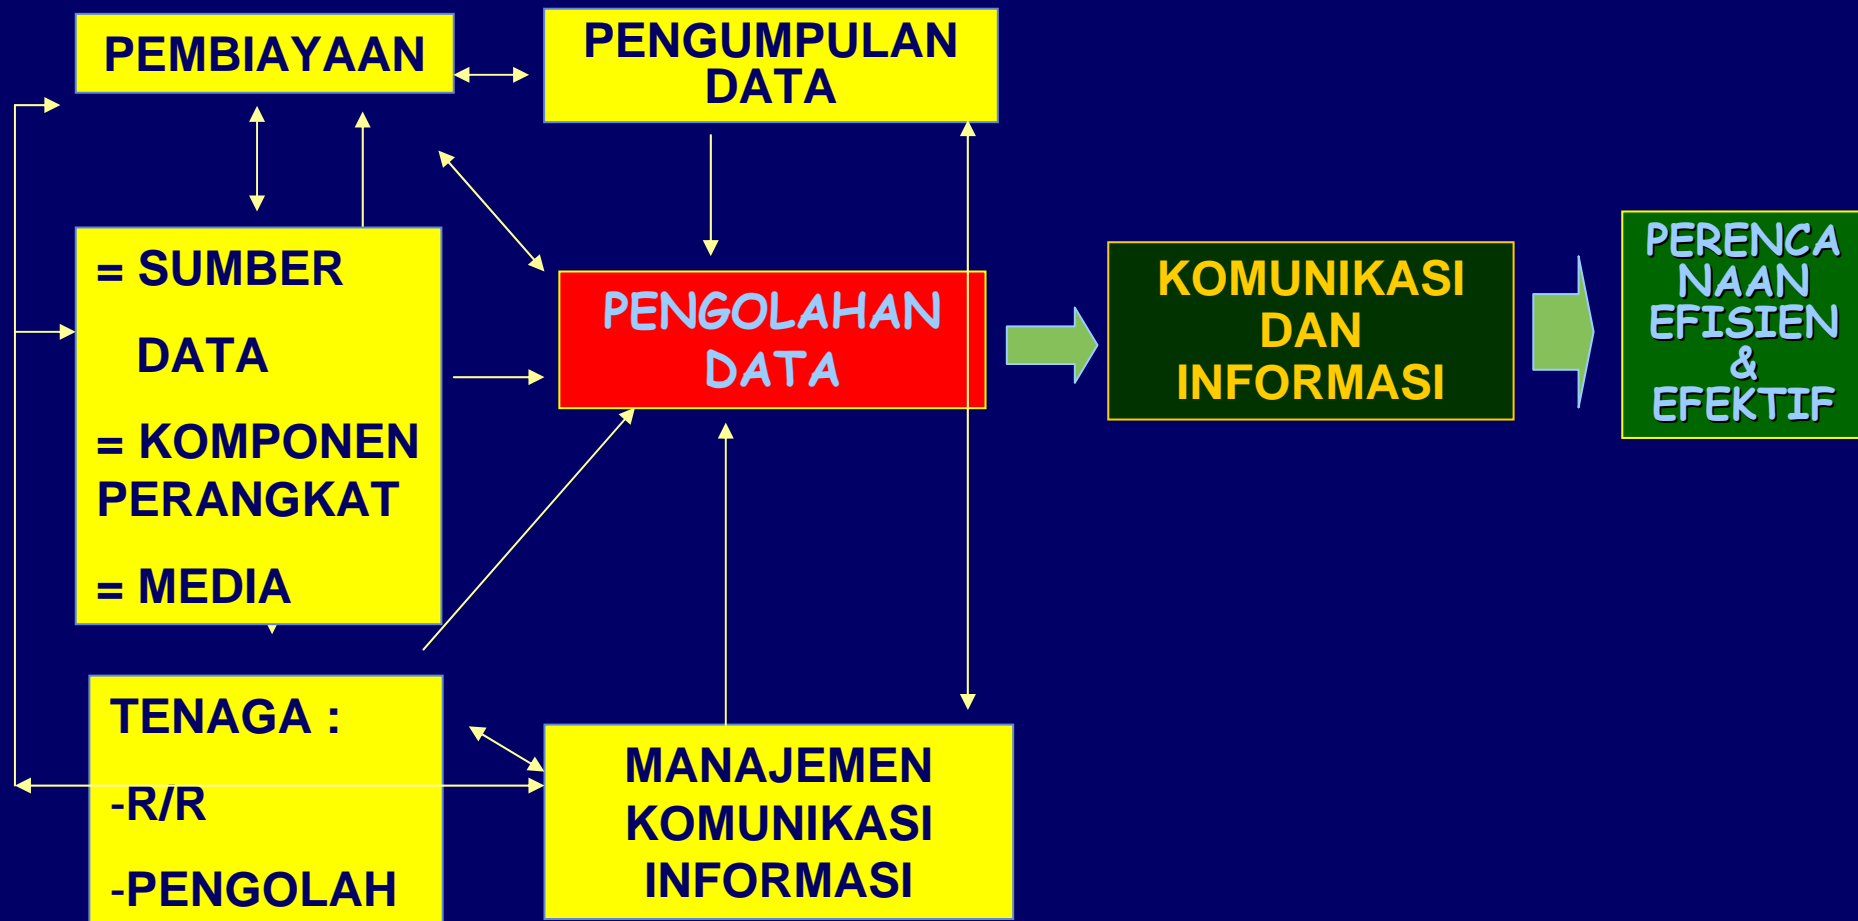 PEMBIAYAAN
PENGUMPULAN
DATA
= SUMBER
DATA
= KOMPONEN
PERANGKAT
= MEDIA
PENGOLAHAN
DATA
KOMUNIKASI
DAN
INFORMASI
PERENCA
NAAN
EFISIEN
&
EFEKTIF
TENAGA :
-R/R
-PENGOLAH
MANAJEMEN
KOMUNIKASI
INFORMASI